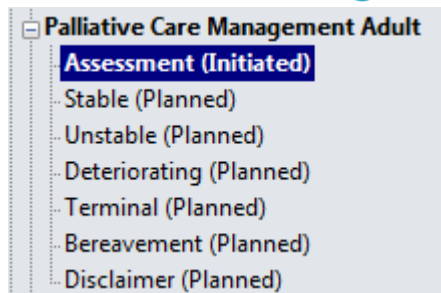 Palliative Care Management Adult
Assessment (Initiated)
Stable (Planned)
Unstable (Planned)
Deteriorating (Planned)
Terminal (Planned)
Bereavement (Planned)
Disclaimer (Planned)